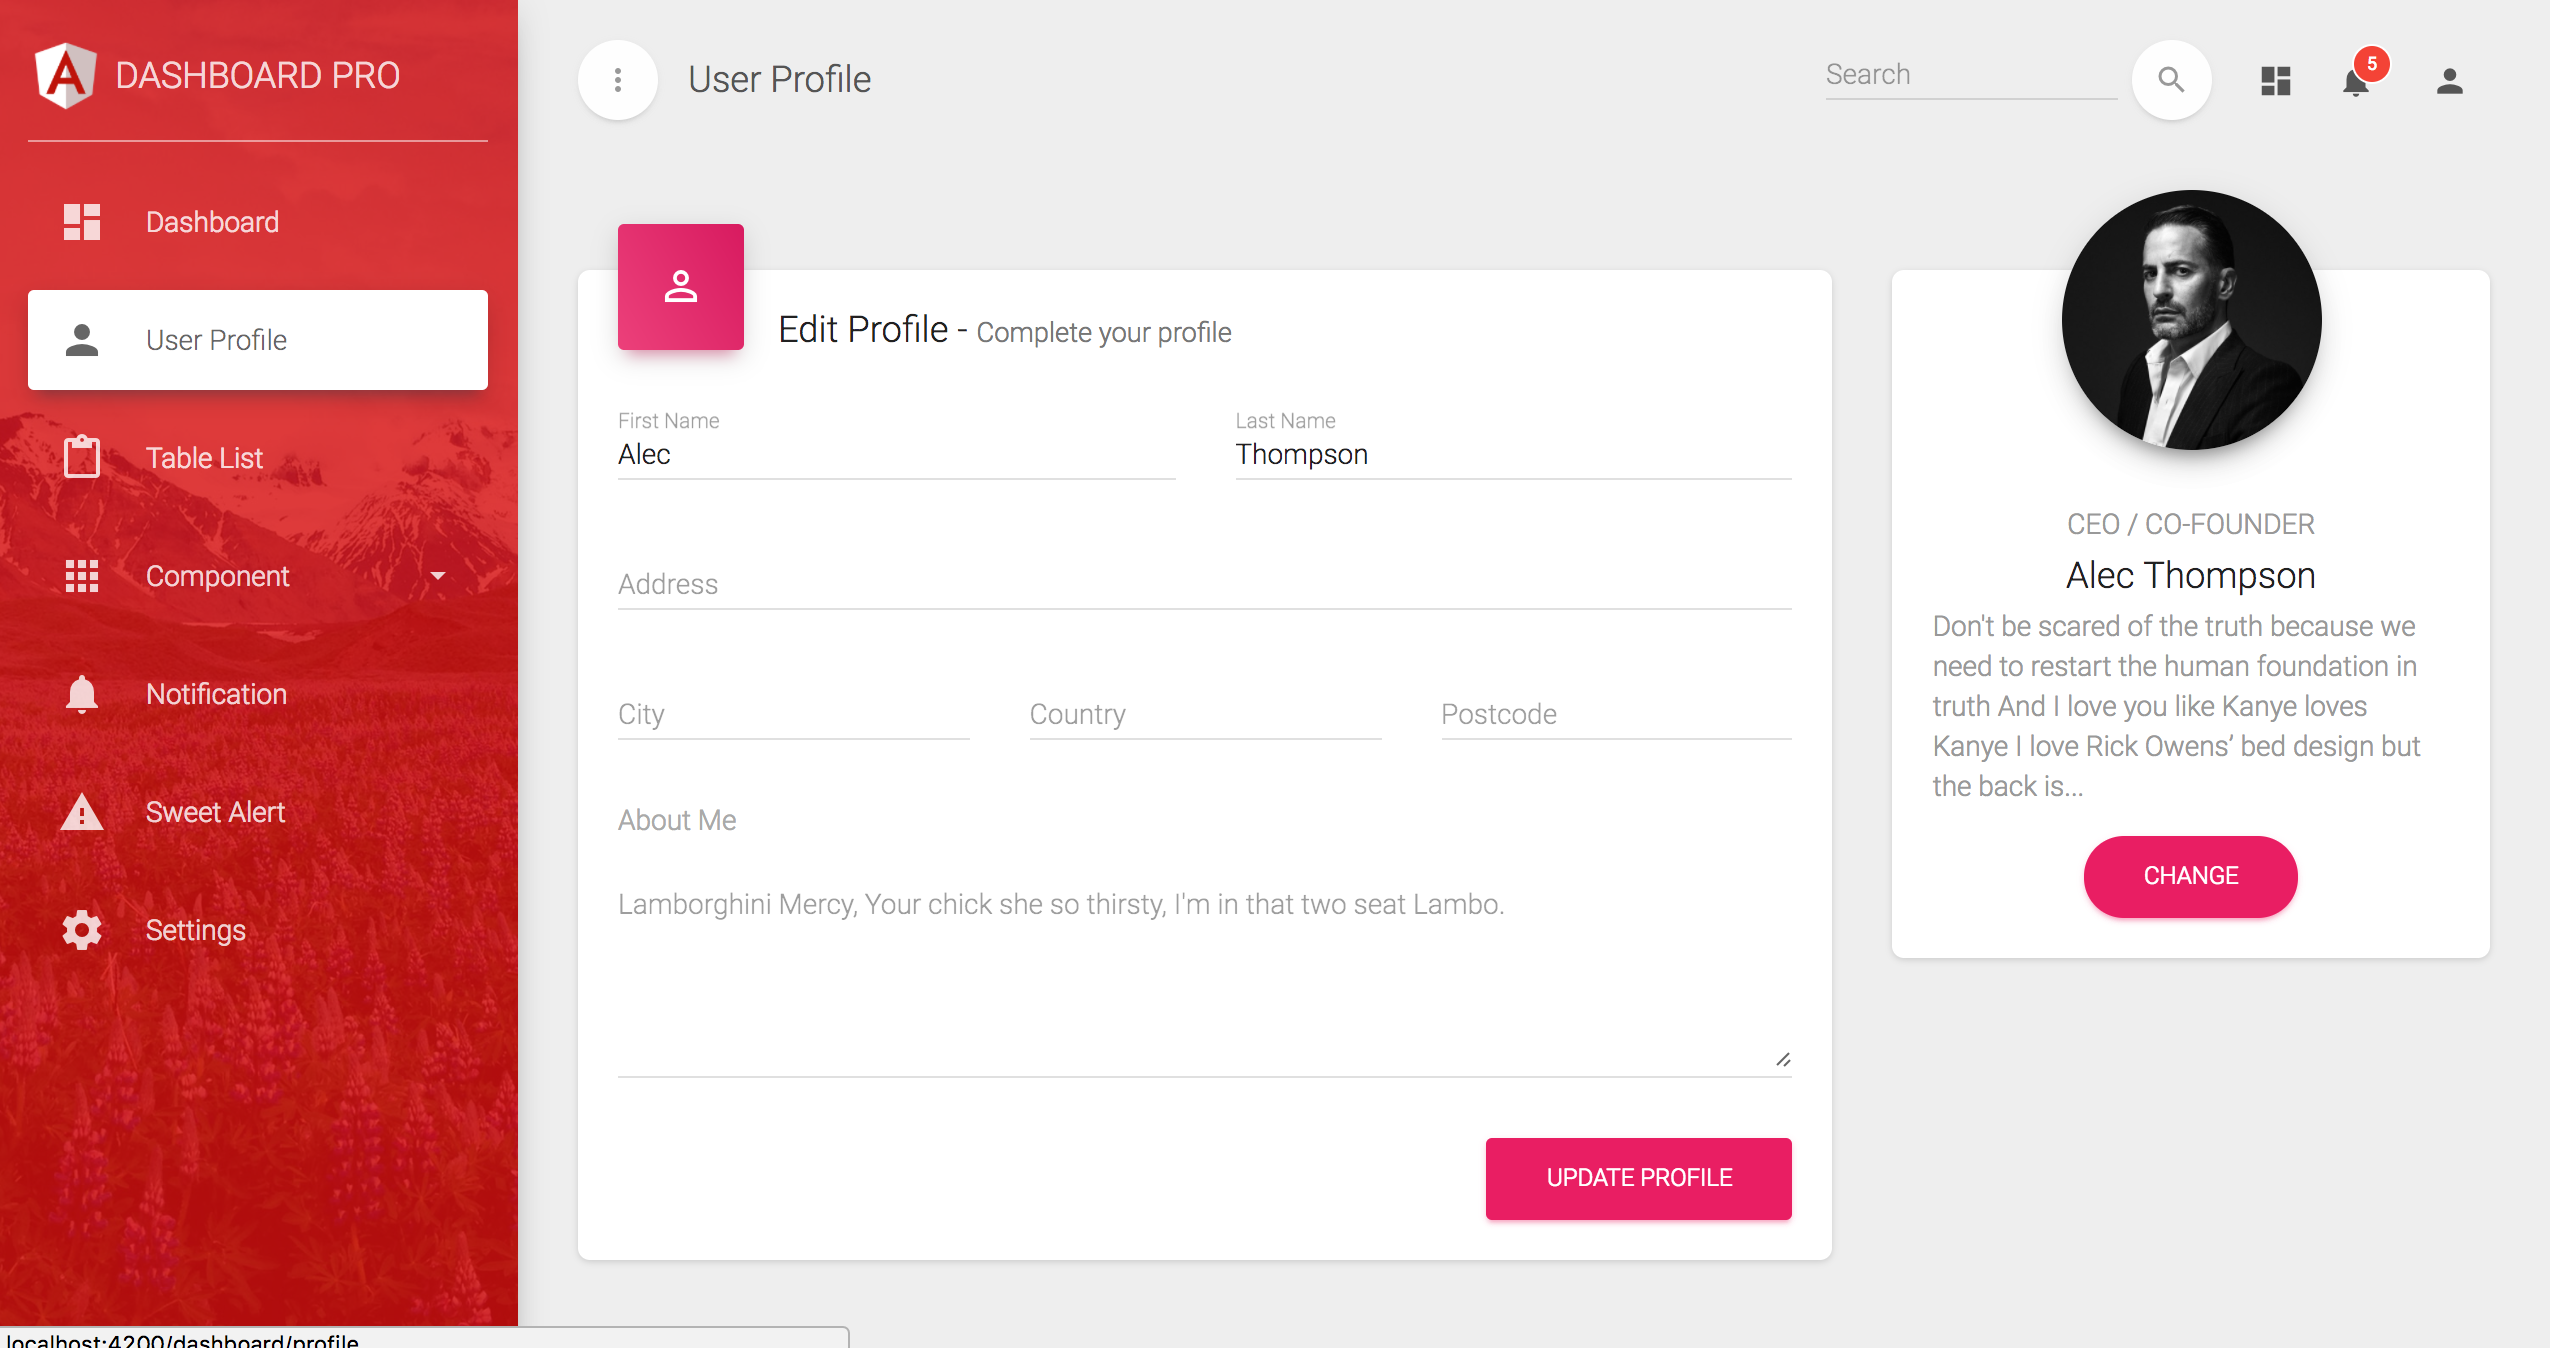 DASHBOARD PRO
Dashboard
User Profile
Table List
Component
Notification
Sweet Alert
Settings
User Profile
Search
5
Edit Profile - Complete your profile
First Name
Last Name
Alec
Thompson
Address
City
Country
Postcode
About Me
Lamborghini Mercy, Your chick she so thirsty, I'm in that two seat Lambo.
UPDATE PROFILE
CEO / CO-FOUNDER
Alec Thompson
Don't be scared of the truth because we
need to restart the human foundation in
truth And I love you like Kanye loves
Kanye I love Rick Owens’ bed design but
the back is...
CHANGE
localhost:4200/dashboard/profile